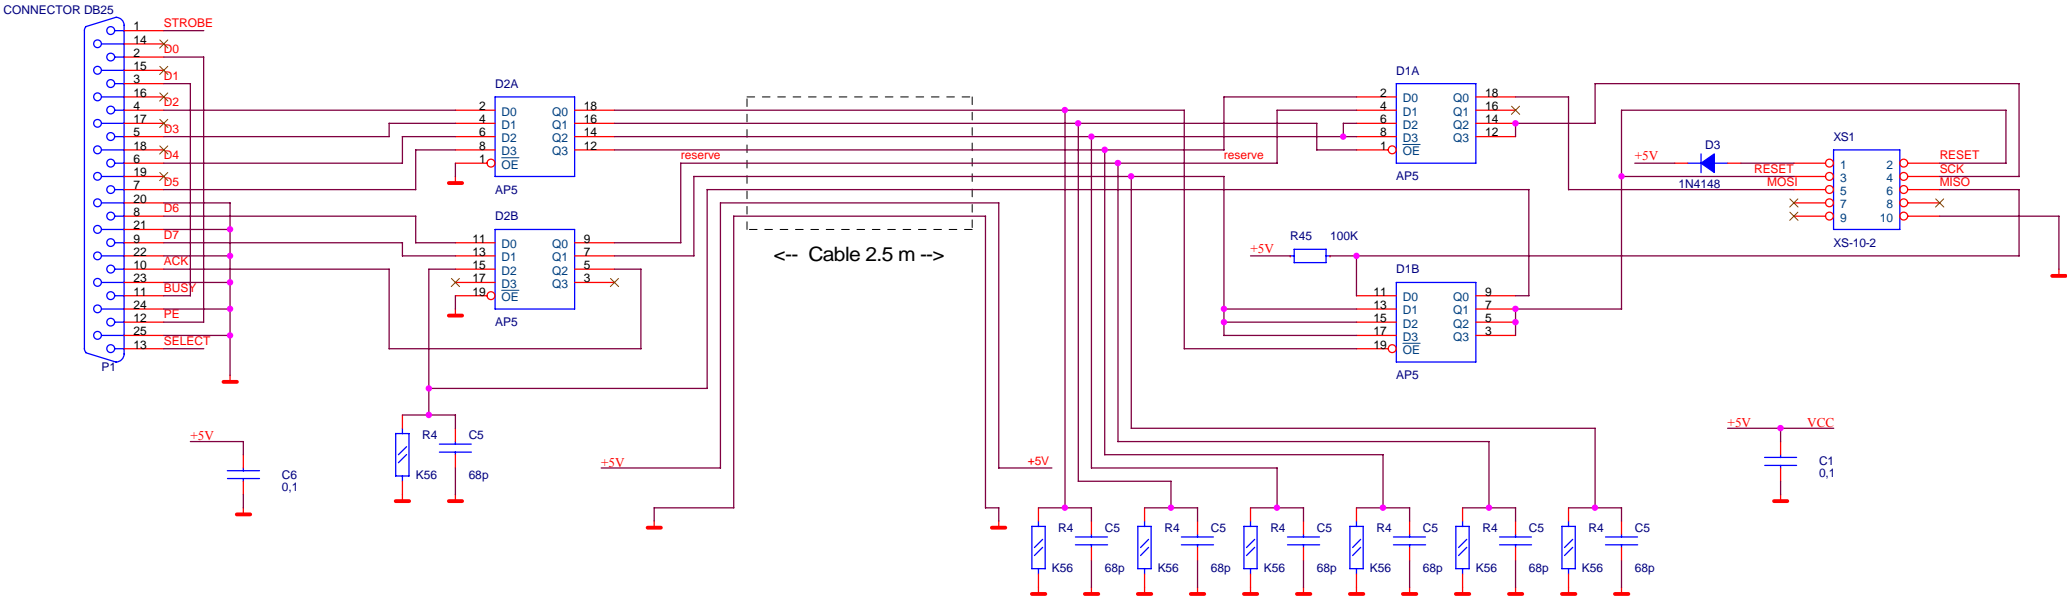 CONNECTOR DB25
1 STROBE
14
2 D0
15
3 D1
16
4 D2
17
5 D3
18
6 D4
19
7 D5
20
8 D6
21
9 D7
22
10 ACK
23
11 BUSY
24
12 PE
25
13 SELECT
P1
D2A
2 D0 Q0 18
4 D1 Q1 16
6 D2 Q2 14
8 D3 Q3 12
1 OE
AP5
D2B
11 D0 Q0 9
13 D1 Q1 7
15 D2 Q2 5
17 D3 Q3 3
19 OE
AP5
reserve
reserve
<-- Cable 2.5 m -->
D1A
2 D0 Q0 18
4 D1 Q1 16
6 D2 Q2 14
8 D3 Q3 12
1 OE
AP5
R45 100K
+5V
D1B
11 D0 Q0 9
13 D1 Q1 7
15 D2 Q2 5
17 D3 Q3 3
19 OE
AP5
D3
+5V
1N4148
XS1
1 2 RESET
RESET 3 4 SCK
MOSI 5 6 MISO
7 8
9 10
XS-10-2
+5V
C6
0,1
R4 C5
K56 68p
+5V
+5V
+5V VCC
C1
0,1
R4 C5 R4 C5 R4 C5 R4 C5 R4 C5 R4 C5
K56 68p K56 68p K56 68p K56 68p K56 68p K56 68p